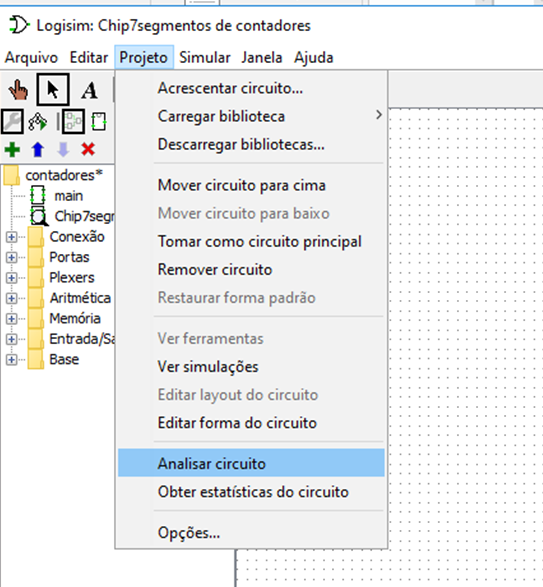 Logisim: Chip7segmentos de contadores
Arquivo Editar Projeto Simular Janela Ajuda
A
Acrescentar circuito...
Carregar biblioteca
Descarregar bibliotecas...
Mover circuito para cima
Mover circuito para baixo
Tomar como circuito principal
Remover circuito
Restaurar forma padrão
Ver ferramentas
Ver simulações
Editar layout do circuito
Editar forma do circuito
Analisar circuito
Obter estatísticas do circuito
Opções...
contadores*
main
Chip7segr
Conexão
Portas
Plexers
Aritmética
Memória
Entrada/Sa
Base